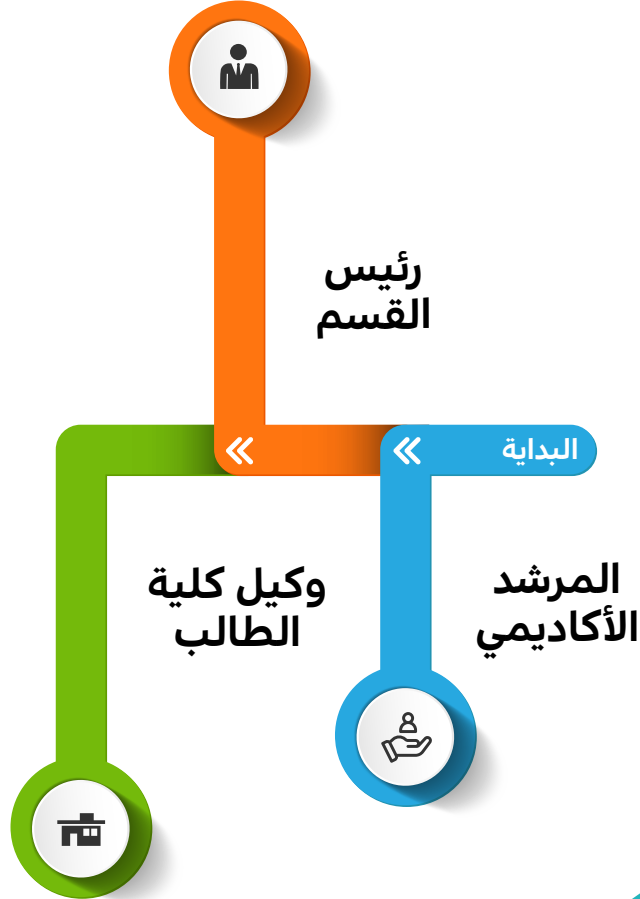 البداية
المرشد
الأكاديمي
رئيس
القسم
وكيل كلية
الطالب